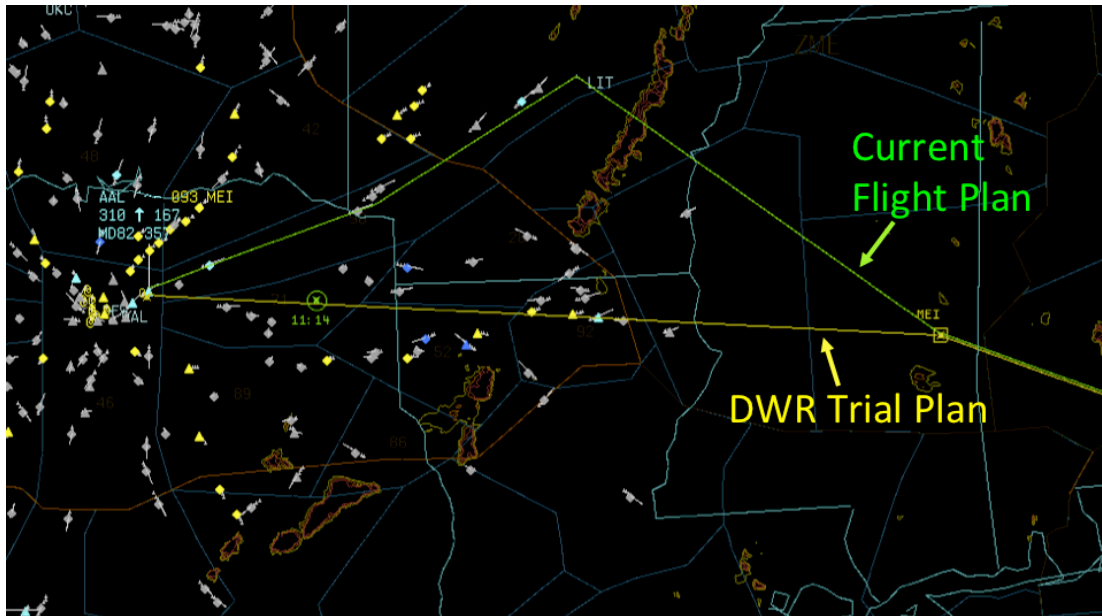 OKC
ZME
LIT
42
48
Current
Flight Plan
AAL 093 MEI
310 ↑ 167
MD82 357
MEI
11:14
92
52
DWR Trial Plan
89
46
86